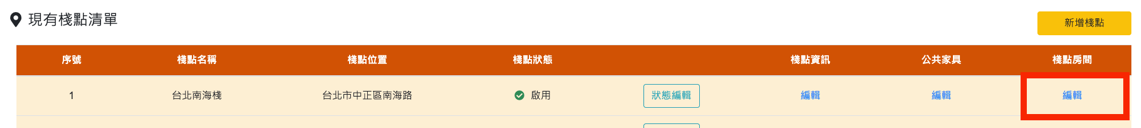 現有棧點清單
新增棧點
序號 棧點名稱 棧點位置 棧點狀態 棧點資訊 公共家具 棧點房間
1 台北南海棧 台北市中正區南海路 啟用 狀態編輯 編輯 編輯 編輯